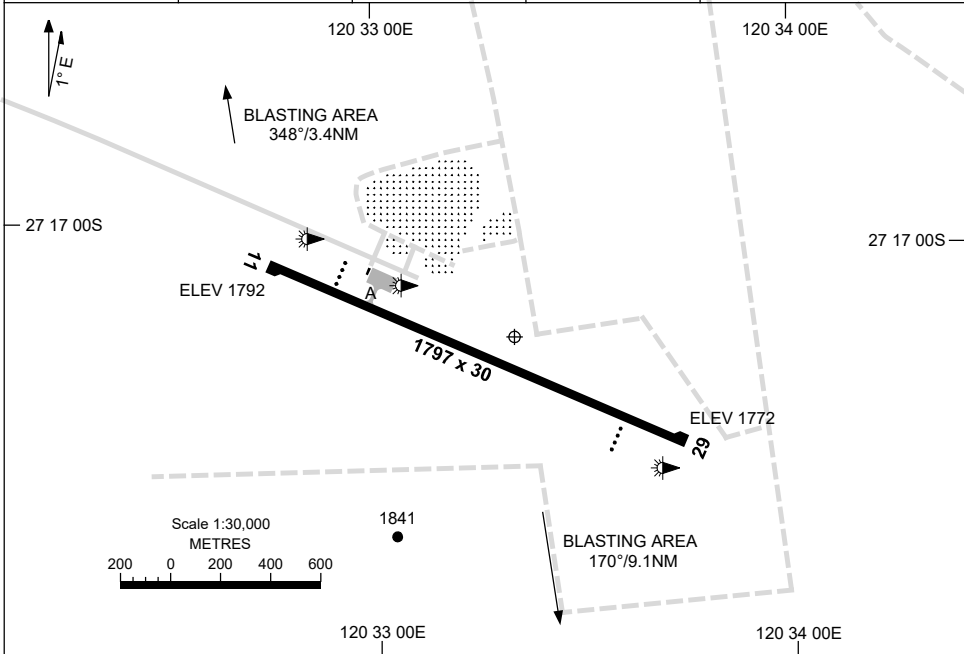 120 33 00E
120 34 00E
1° E
BLASTING AREA
348°/3.4NM
27 17 00S
27 17 00S
11
ELEV 1792
A
1797 x 30
ELEV 1772
29
Scale 1:30,000
METRES
200 0 200 400 600
1841
BLASTING AREA
170°/9.1NM
120 33 00E
120 34 00E